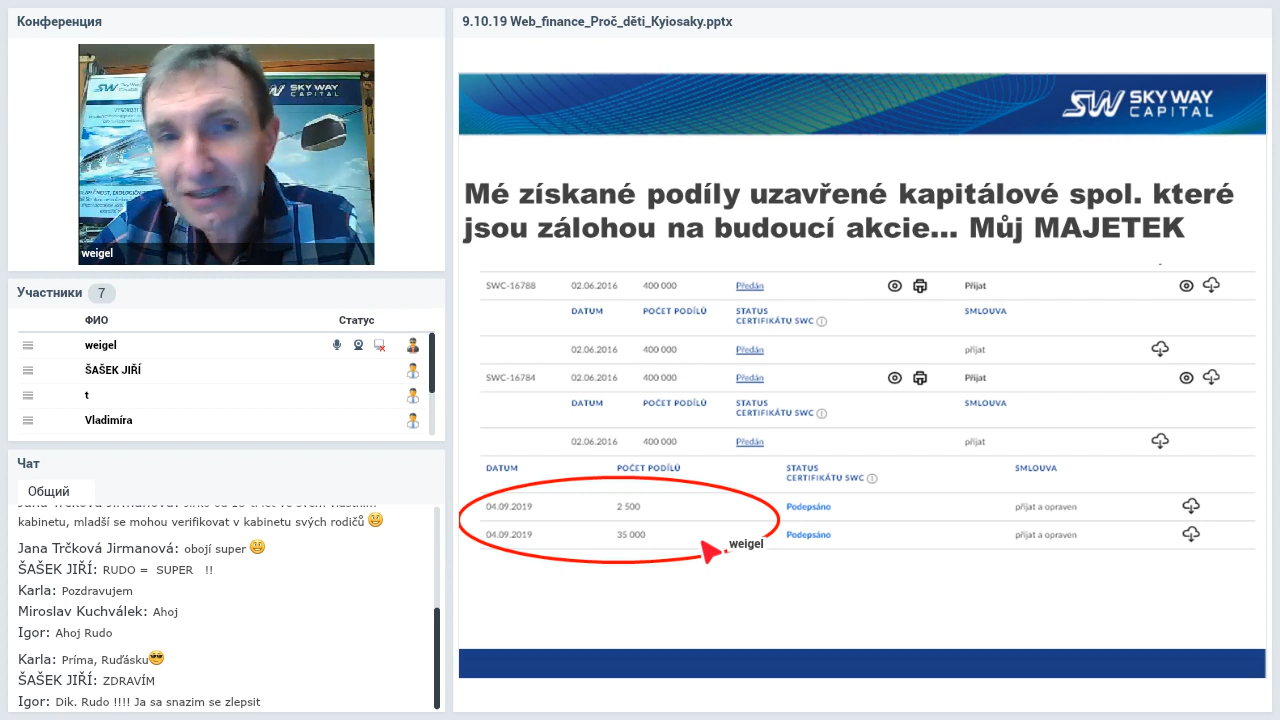 Конференция
SW SKY WAY CAPITAL
weigel
Участники 7
ФИО Статус
weigel
ŠAŠEK JIŘÍ
t
Vladimíra
Чат
Общий
kabinetu, mladší se mohou verifikovat v kabinetu svých rodičů
Jana Trčková Jirmanová: obojí super
ŠAŠEK JIŘÍ: RUDO = SUPER !!
Karla: Pozdravujem
Miroslav Kuchválek: Ahoj
Igor: Ahoj Rudo
Karla: Príma, Ruďásku
ŠAŠEK JIŘÍ: ZDRAVÍM
Igor: Dik. Rudo !!!! Ja sa snazim se zlepsit
9.10.19 Web_finance_Proč_děti_Kyiosaky.pptx
SW SKY WAY
CAPITAL
Mé získané podíly uzavřené kapitálové spol. které
jsou zálohou na budoucí akcie... Můj MAJETEK
SWC-16788 02.06.2016 400 000 Předán Přijat
DATUM POČET PODÍLŮ STATUS SMLOUVA
CERTIFIKÁTU SWC
02.06.2016 400 000 Předán přijat
SWC-16784 02.06.2016 400 000 Předán Přijat
DATUM POČET PODÍLŮ STATUS SMLOUVA
CERTIFIKÁTU SWC
02.06.2016 400 000 Předán přijat
DATUM POČET PODÍLŮ STATUS SMLOUVA
CERTIFIKÁTU SWC
04.09.2019 2 500 Podepsáno přijat a opraven
04.09.2019 35 000 Podepsáno přijat a opraven
weigel